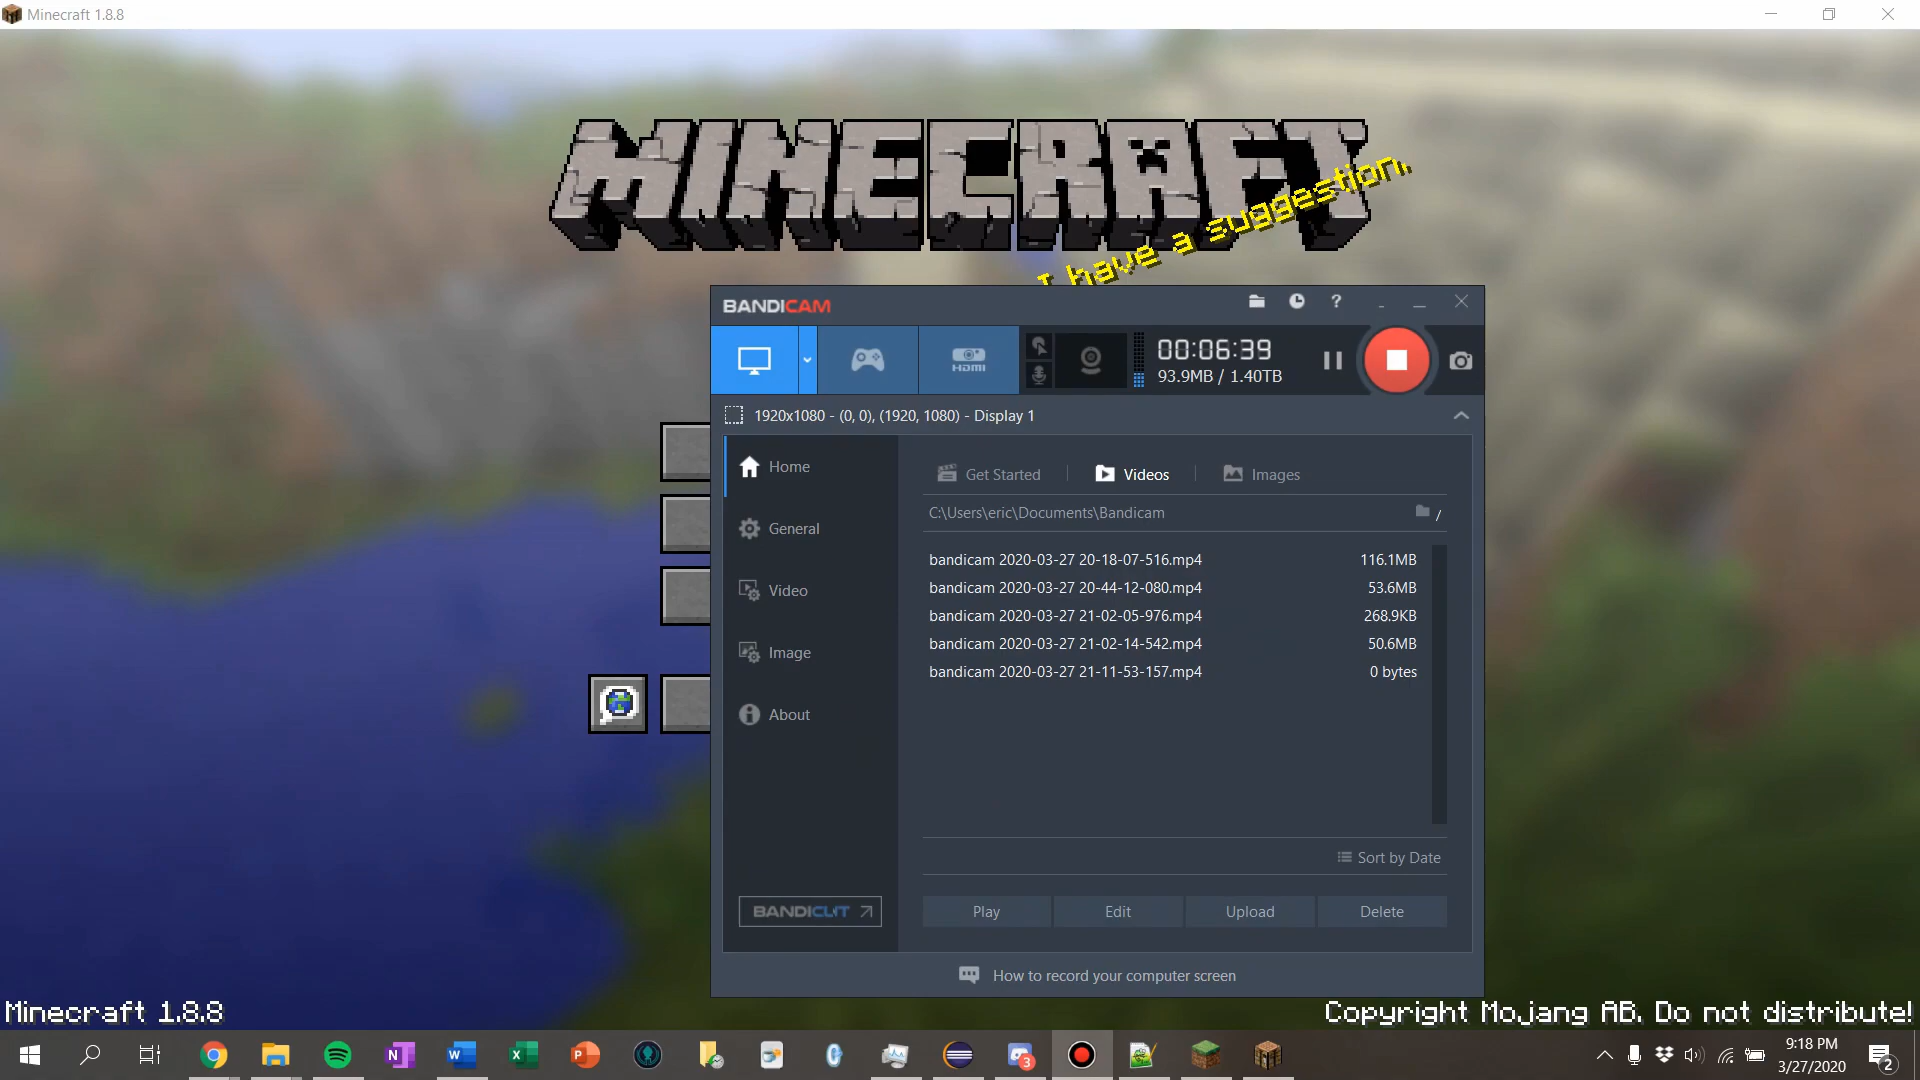 Minecraft 1.8.8
MINECRAFT
I have a suggestion.
BANDICAM
?
HDMI
00:06:39
93.9MB / 1.40TB
1920x1080 - (0, 0), (1920, 1080) - Display 1
Home
General
Video
Image
About
BANDICUT
Get Started
Videos
Images
C:\Users\eric\Documents\Bandicam
/
bandicam 2020-03-27 20-18-07-516.mp4 116.1MB
bandicam 2020-03-27 20-44-12-080.mp4 53.6MB
bandicam 2020-03-27 21-02-05-976.mp4 268.9KB
bandicam 2020-03-27 21-02-14-542.mp4 50.6MB
bandicam 2020-03-27 21-11-53-157.mp4 0 bytes
Sort by Date
Play Edit Upload Delete
How to record your computer screen
Minecraft 1.8.8
Copyright Mojang AB. Do not distribute!
N W X P 3
9:18 PM
3/27/2020
2